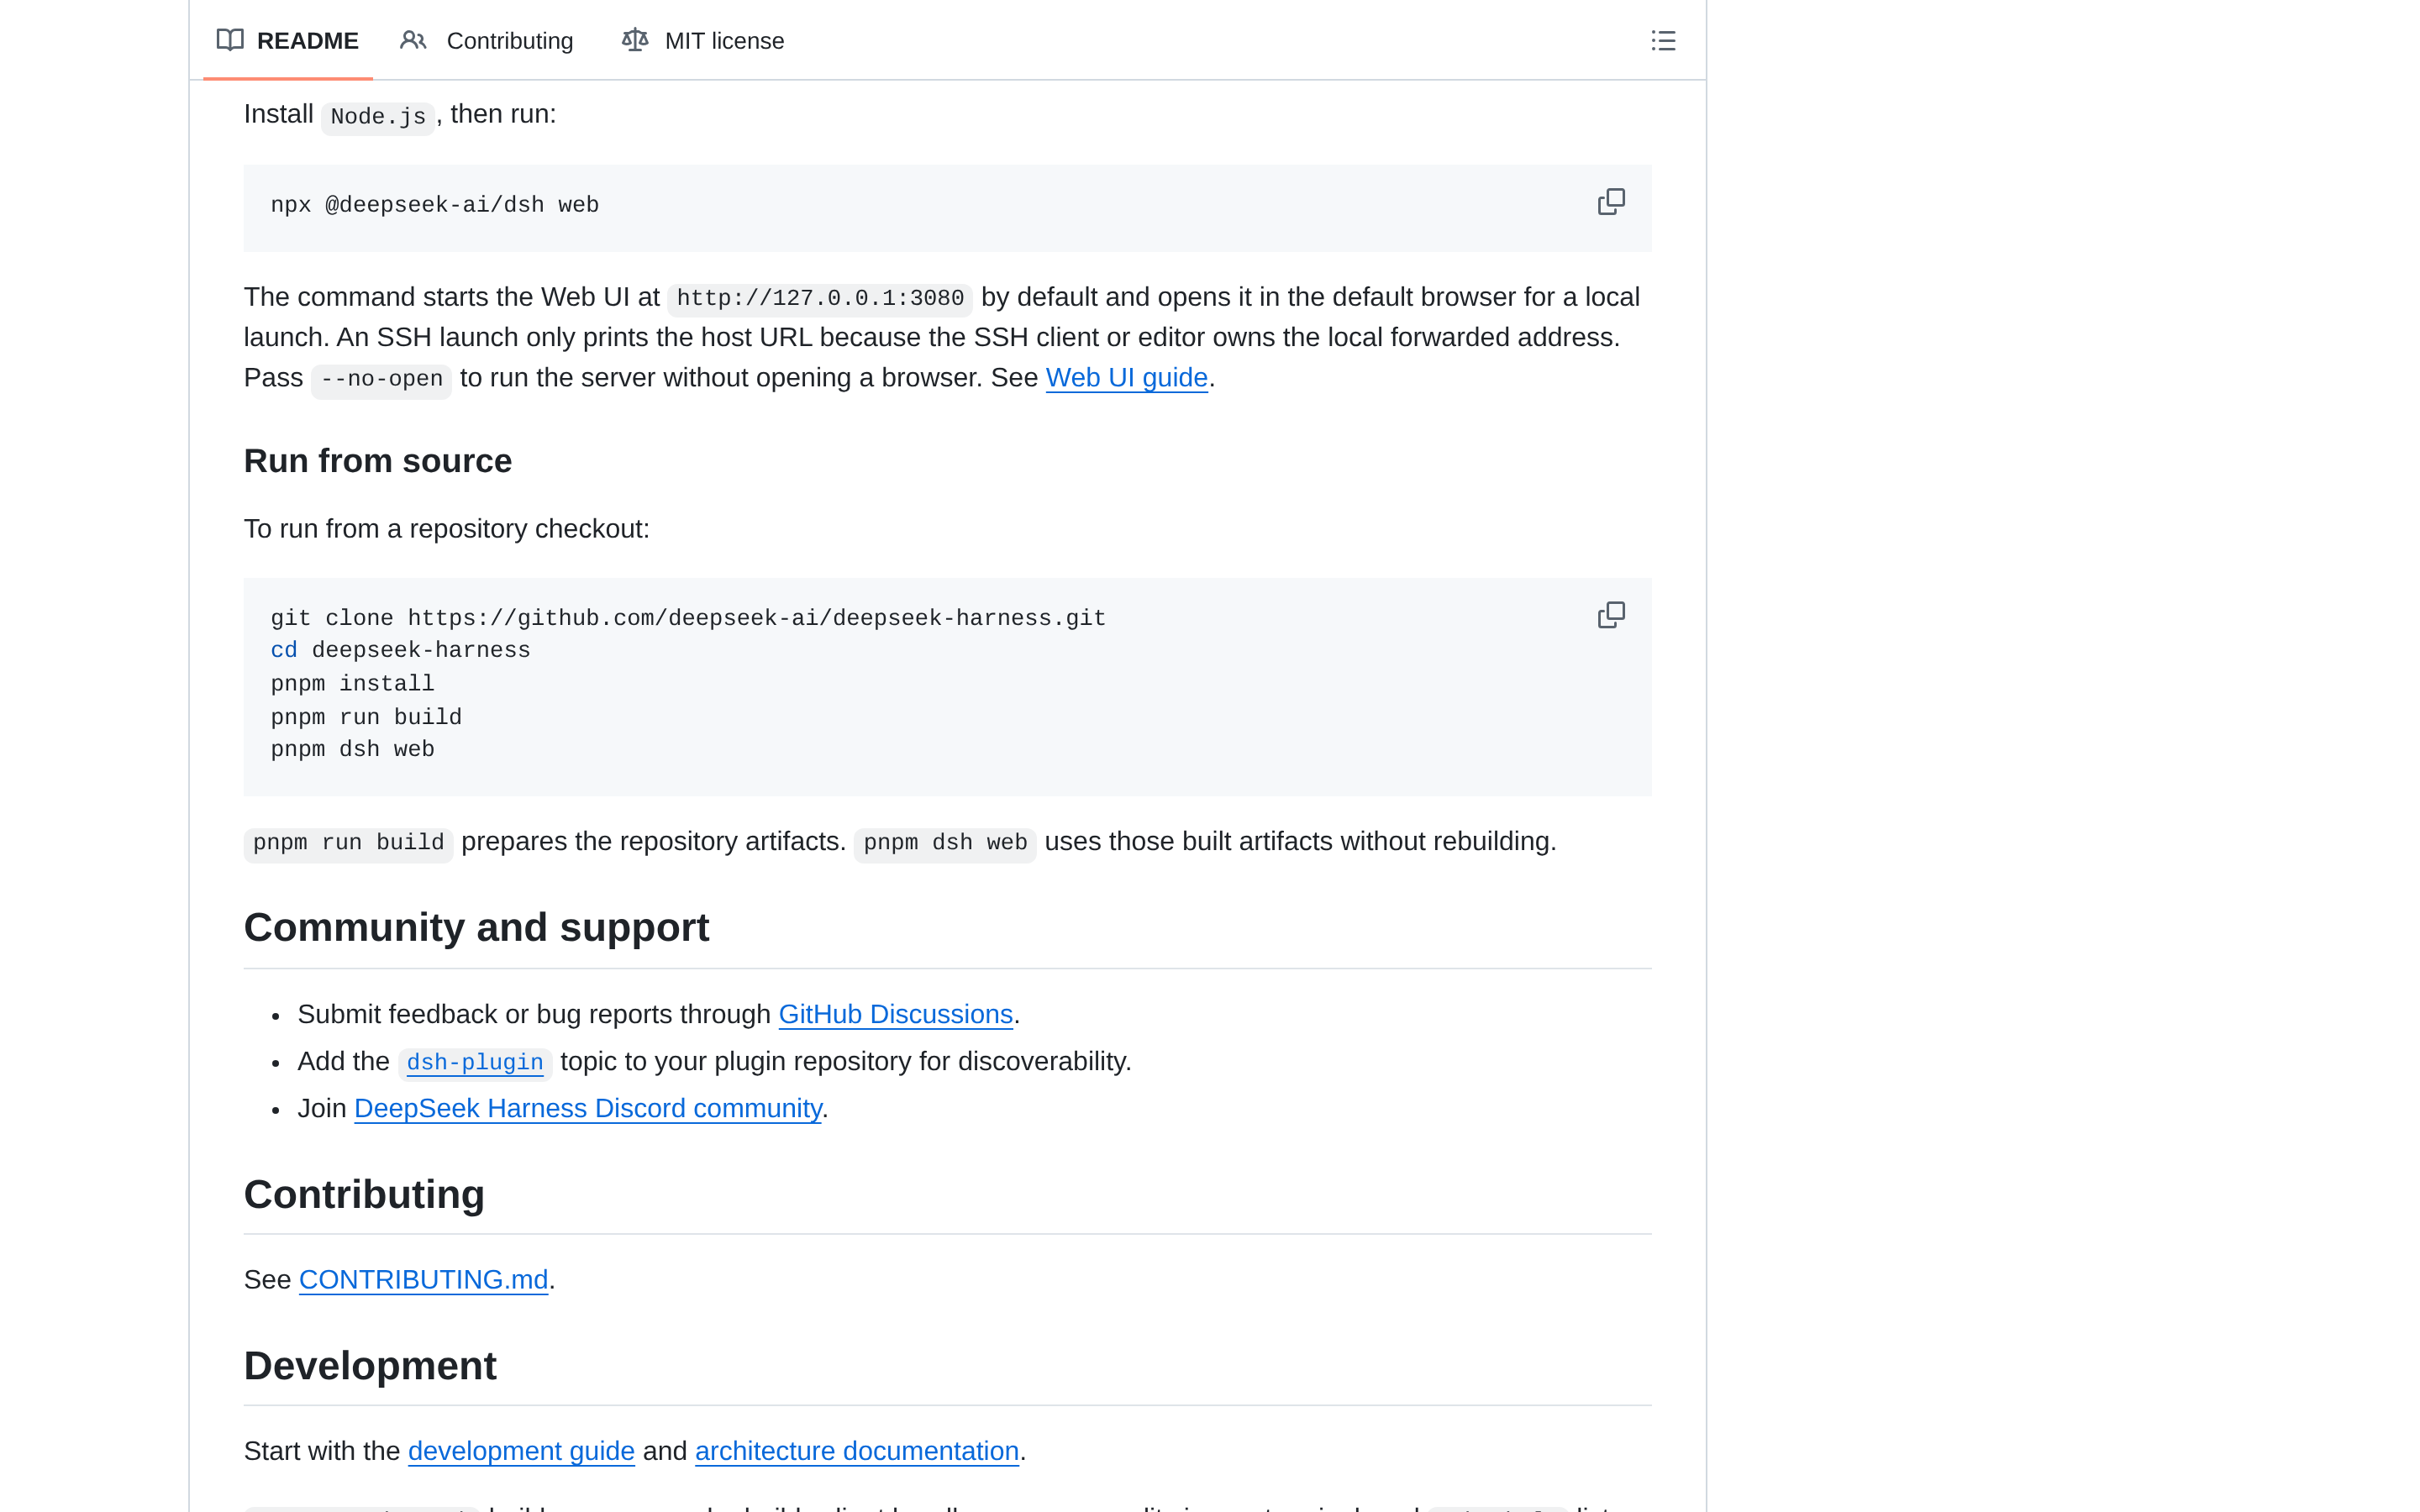 README
Contributing
MIT license
Install Node.js, then run:
npx @deepseek-ai/dsh web
The command starts the Web UI at http://127.0.0.1:3080 by default and opens it in the default browser for a local
launch. An SSH launch only prints the host URL because the SSH client or editor owns the local forwarded address.
Pass --no-open to run the server without opening a browser. See Web UI guide.
Run from source
To run from a repository checkout:
git clone https://github.com/deepseek-ai/deepseek-harness.git
cd deepseek-harness
pnpm install
pnpm run build
pnpm dsh web
pnpm run build prepares the repository artifacts. pnpm dsh web uses those built artifacts without rebuilding.
Community and support
• Submit feedback or bug reports through GitHub Discussions.
• Add the dsh-plugin topic to your plugin repository for discoverability.
• Join DeepSeek Harness Discord community.
Contributing
See CONTRIBUTING.md.
Development
Start with the development guide and architecture documentation.